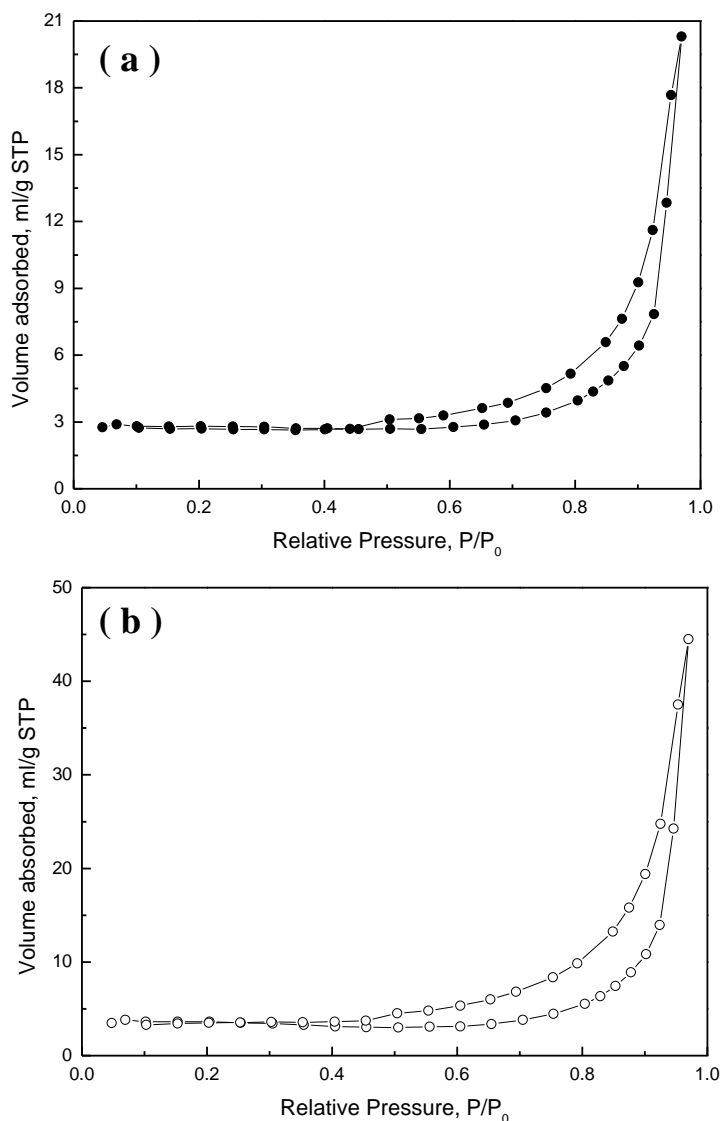 ( a )
21
18
15
12
9
6
3
0
Volume adsorbed, ml/g STP
0.0 0.2 0.4 0.6 0.8 1.0
Relative Pressure, P/P0
( b )
50
40
30
20
10
0
Volume absorbed, ml/g STP
0.0 0.2 0.4 0.6 0.8 1.0
Relative Pressure, P/P0